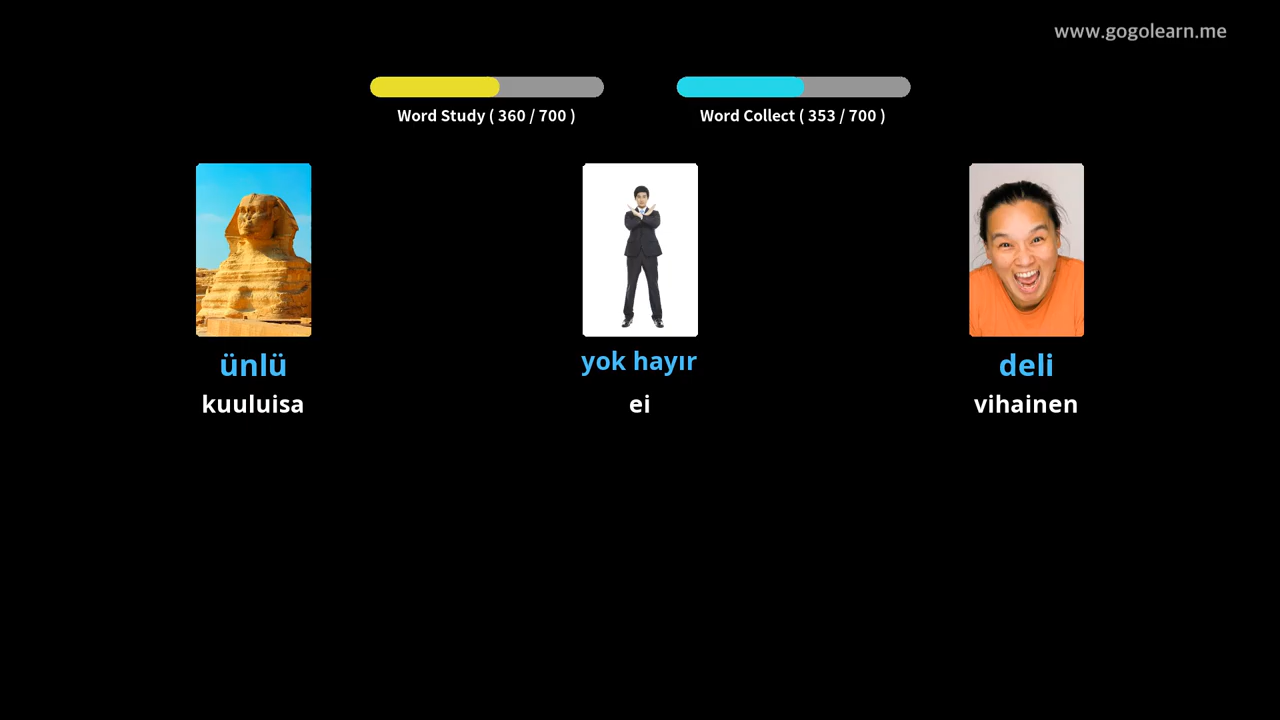 www.gogolearn.me
Word Study ( 360 / 700 )
Word Collect ( 353 / 700 )
ünlü
yok hayır
deli
kuuluisa
ei
vihainen